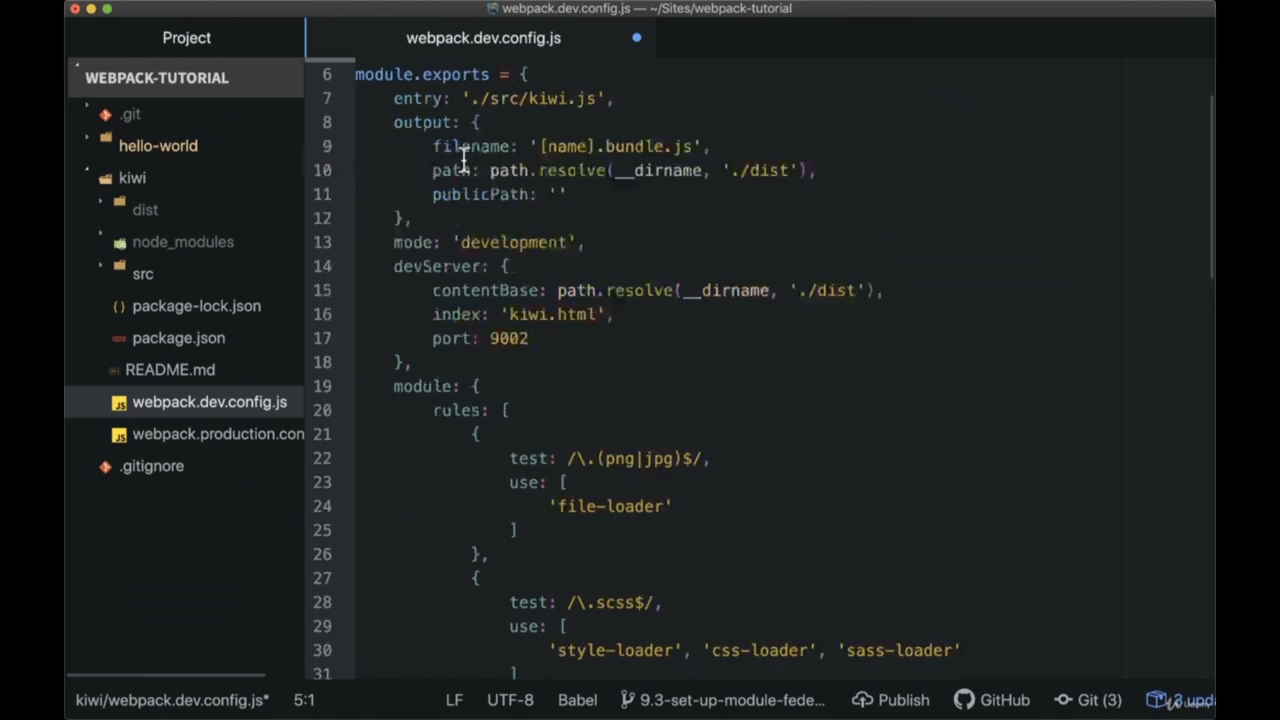 webpack.dev.config.js — ~/Sites/webpack-tutorial
Project
webpack.dev.config.js
WEBPACK-TUTORIAL
.git
hello-world
kiwi
dist
node_modules
src
package-lock.json
package.json
README.md
webpack.dev.config.js
webpack.production.con
.gitignore
6 module.exports = {
7 entry: './src/kiwi.js',
8 output: {
9 filename: '[name].bundle.js',
10 path: path.resolve(__dirname, './dist'),
11 publicPath: ''
12 },
13 mode: 'development',
14 devServer: {
15 contentBase: path.resolve(__dirname, './dist'),
16 index: 'kiwi.html',
17 port: 9002
18 },
19 module: {
20 rules: [
21 {
22 test: /\.(png|jpg)$/,
23 use: [
24 'file-loader'
25 ]
26 },
27 {
28 test: /\.scss$/,
29 use: [
30 'style-loader', 'css-loader', 'sass-loader'
31 ]
kiwi/webpack.dev.config.js* 5:1 LF UTF-8 Babel 9.3-set-up-module-fede... Publish GitHub Git (3)